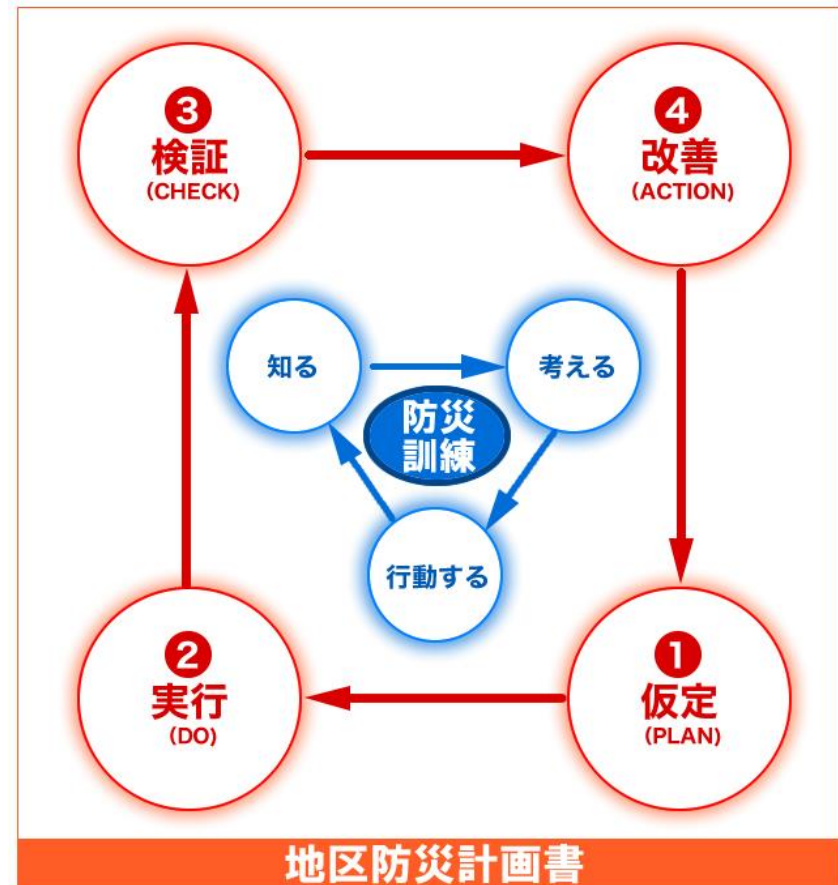 ❸
検証
(CHECK)
❹
改善
(ACTION)
知る
考える
防災
訓練
行動する
❷
実行
(DO)
❶
仮定
(PLAN)
地区防災計画書